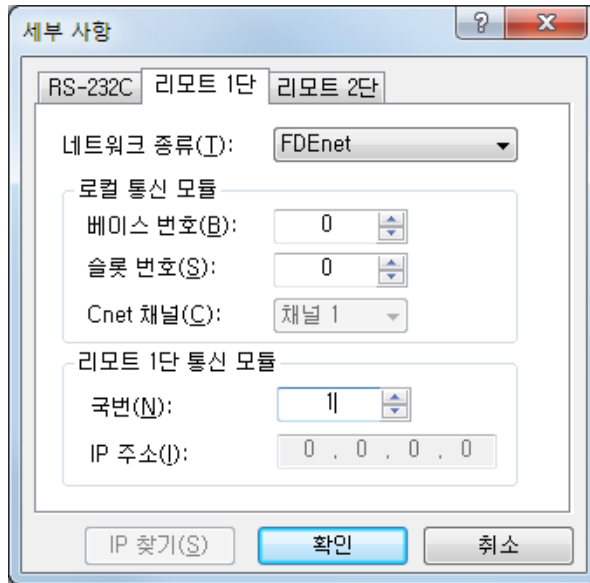 세부 사항
RS-232C 리모트 1단 리모트 2단
네트워크 종류(T): FDEnet
로컬 통신 모듈
베이스 번호(B): 0
슬롯 번호(S): 0
Cnet 채널(C): 채널 1
리모트 1단 통신 모듈
국번(N): 1
IP 주소(I): 0 . 0 . 0 . 0
IP 찾기(S) 확인 취소